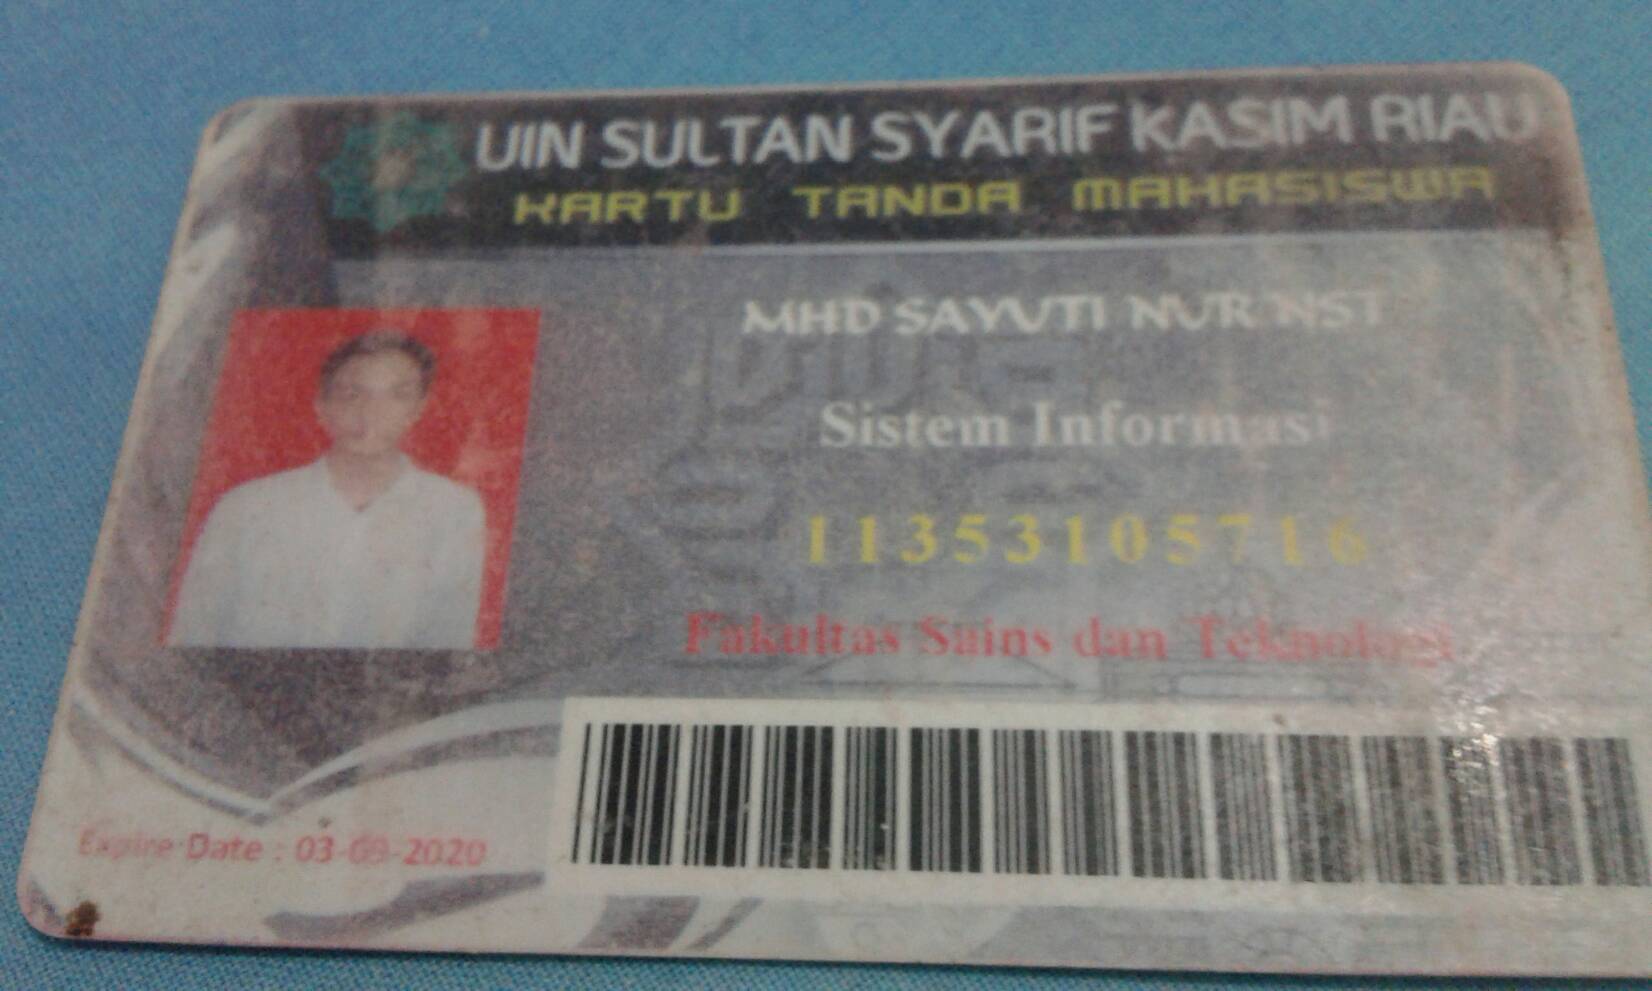 UIN SULTAN SYARIF KASIM RIAU
KARTU TANDA MAHASISWA
MHD SAYUTI NUR NST
Sistem Informasi
11353105716
Fakultas Sains dan Teknologi
Expire Date : 03-09-2020